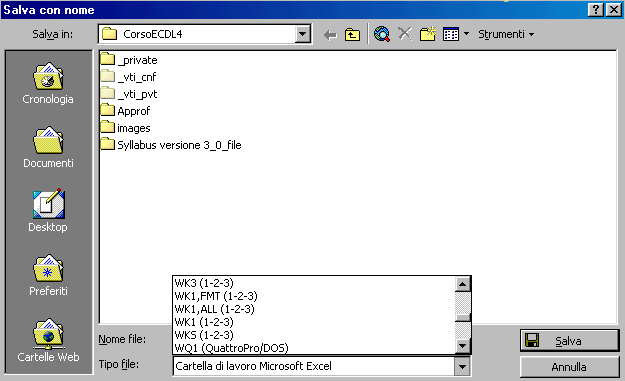 Salva con nome
Salva in:
CorsoECDL4
Strumenti
_private
_vti_cnf
_vti_pvt
Approf
images
Syllabus versione 3_0_file
Cronologia
Documenti
Desktop
Preferiti
Cartelle Web
WK3 (1-2-3)
WK1,FMT (1-2-3)
WK1,ALL (1-2-3)
WK1 (1-2-3)
WKS (1-2-3)
WQ1 (QuattroPro/DOS)
Nome file:
Tipo file:
Cartella di lavoro Microsoft Excel
Salva
Annulla